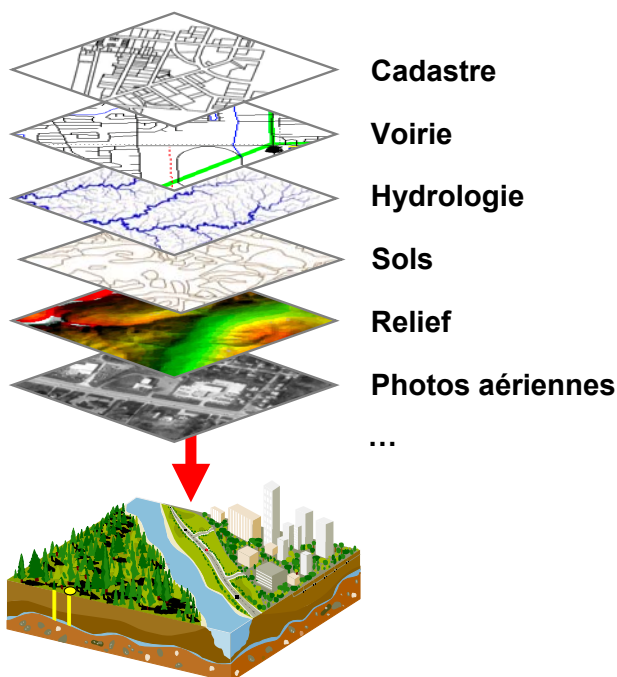 Cadastre
Voirie
Hydrologie
Sols
Relief
Photos aériennes
...